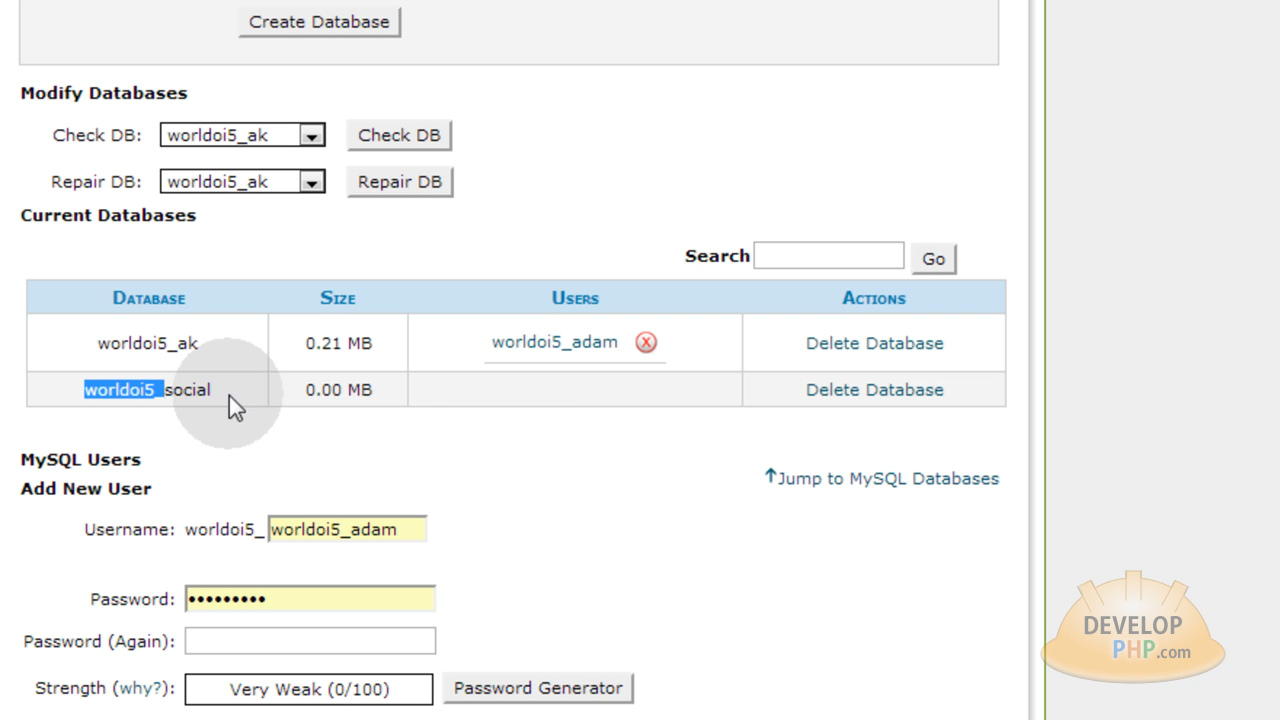 Create Database
Modify Databases
Check DB: worldoi5_ak Check DB
Repair DB: worldoi5_ak Repair DB
Current Databases
Search Go
DATABASE SIZE USERS ACTIONS
worldoi5_ak 0.21 MB worldoi5_adam Delete Database
worldoi5_social 0.00 MB Delete Database
MySQL Users
Jump to MySQL Databases
Add New User
Username: worldoi5_ worldoi5_adam
Password: •••••••••
Password (Again):
Strength (why?): Very Weak (0/100) Password Generator
DEVELOP
PHP.com